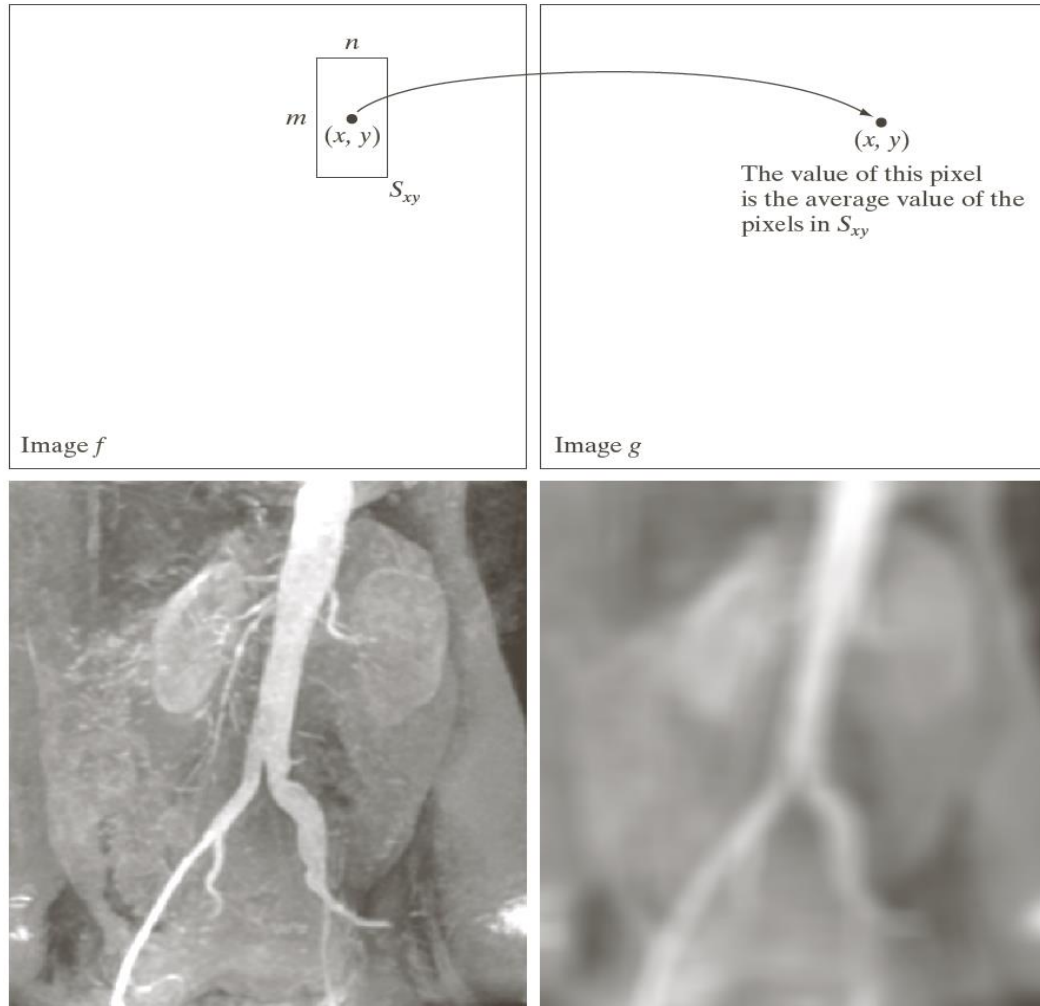 n
m
(x, y)
S_xy
Image f
(x, y)
The value of this pixel
is the average value of the
pixels in S_xy
Image g